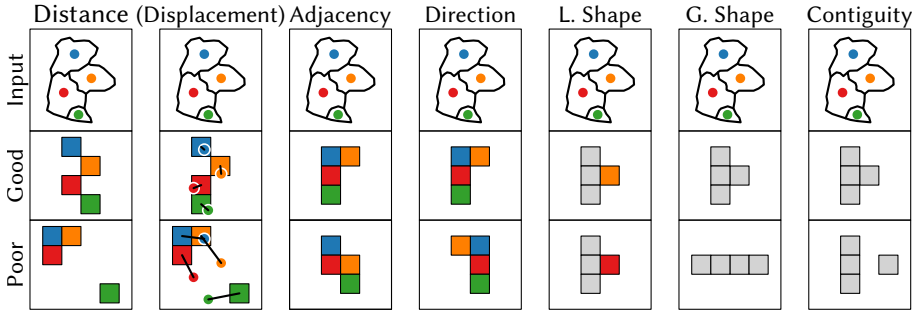 Distance (Displacement) Adjacency Direction L. Shape G. Shape Contiguity
Input
Good
Poor